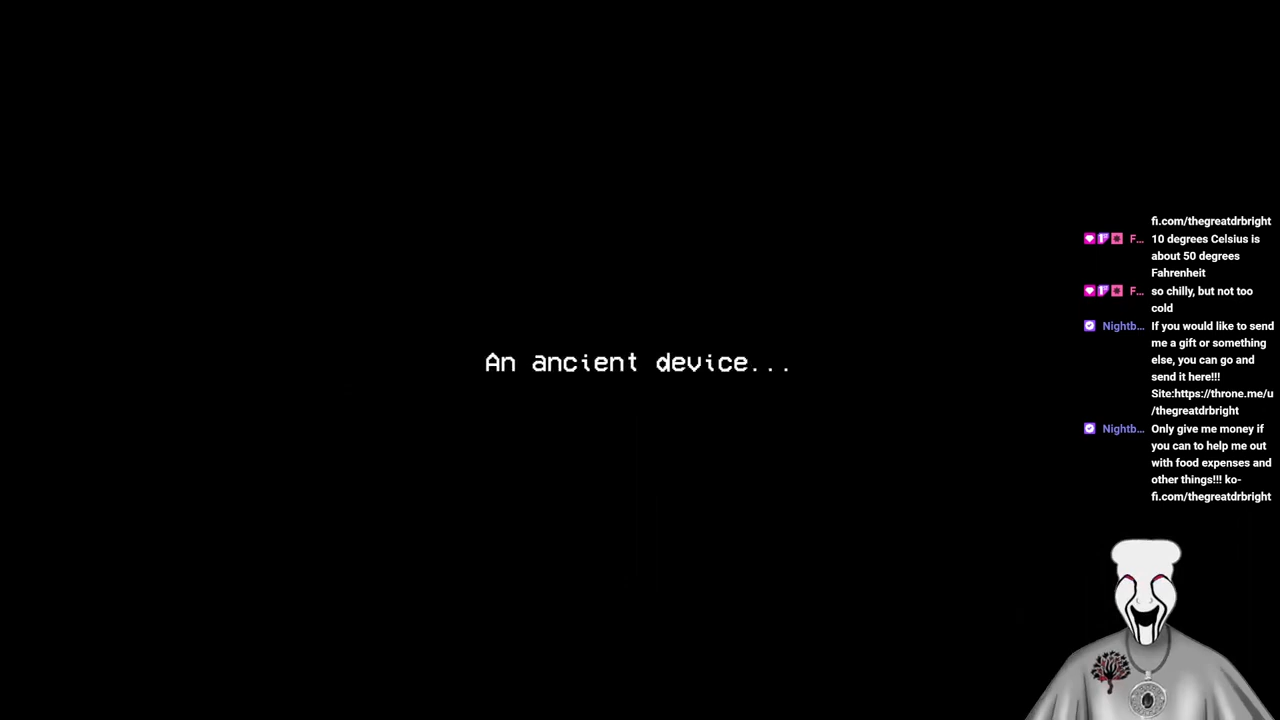 An ancient device...
fi.com/thegreatdrbright
F... 10 degrees Celsius is
about 50 degrees
Fahrenheit
F... so chilly, but not too
cold
Nightb... If you would like to send
me a gift or something
else, you can go and
send it here!!!
Site:https://throne.me/u
/thegreatdrbright
Nightb... Only give me money if
you can to help me out
with food expenses and
other things!!! ko-
fi.com/thegreatdrbright